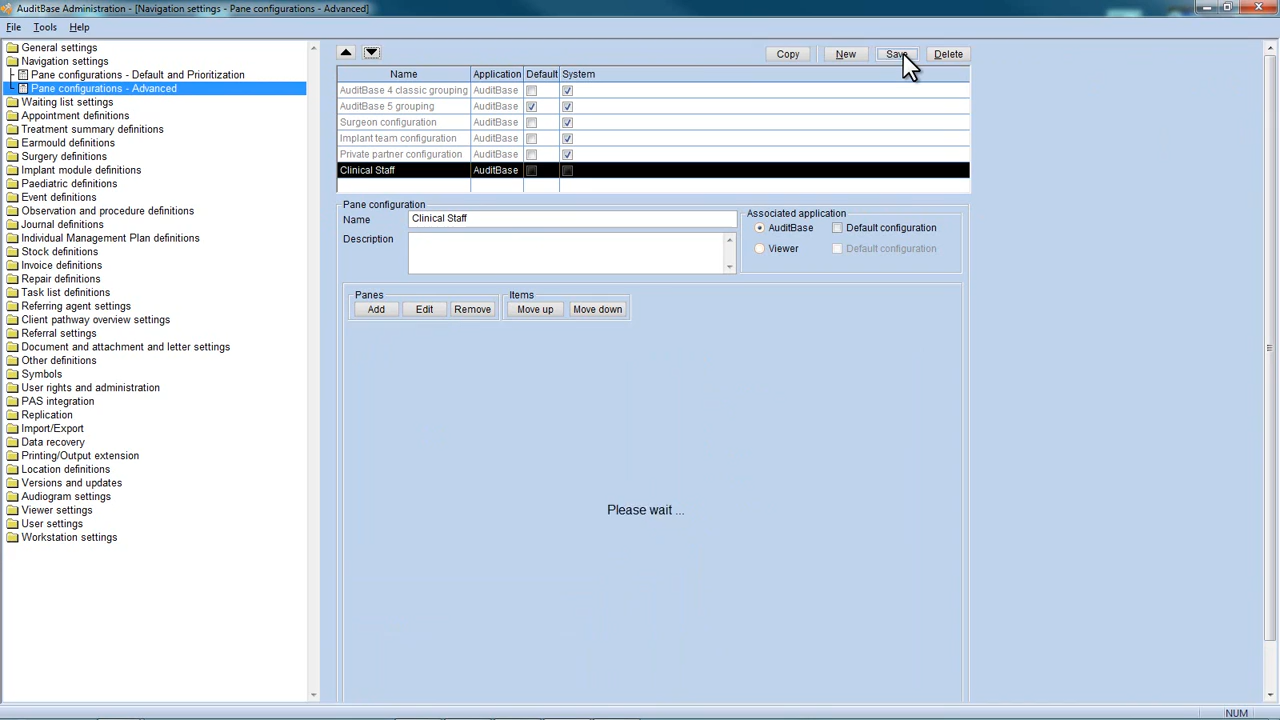 AuditBase Administration - [Navigation settings - Pane configurations - Advanced]
File Tools Help
General settings
Navigation settings
Pane configurations - Default and Prioritization
Pane configurations - Advanced
Waiting list settings
Appointment definitions
Treatment summary definitions
Earmould definitions
Surgery definitions
Implant module definitions
Paediatric definitions
Event definitions
Observation and procedure definitions
Journal definitions
Individual Management Plan definitions
Stock definitions
Invoice definitions
Repair definitions
Task list definitions
Referring agent settings
Client pathway overview settings
Referral settings
Document and attachment and letter settings
Other definitions
Symbols
User rights and administration
PAS integration
Replication
Import/Export
Data recovery
Printing/Output extension
Location definitions
Versions and updates
Audiogram settings
Viewer settings
User settings
Workstation settings
Copy New Save Delete
Name Application Default System
AuditBase 4 classic grouping AuditBase
AuditBase 5 grouping AuditBase
Surgeon configuration AuditBase
Implant team configuration AuditBase
Private partner configuration AuditBase
Clinical Staff AuditBase
Pane configuration
Name Clinical Staff
Description
Associated application
AuditBase Default configuration
Viewer Default configuration
Panes Items
Add Edit Remove Move up Move down
Please wait ...
NUM